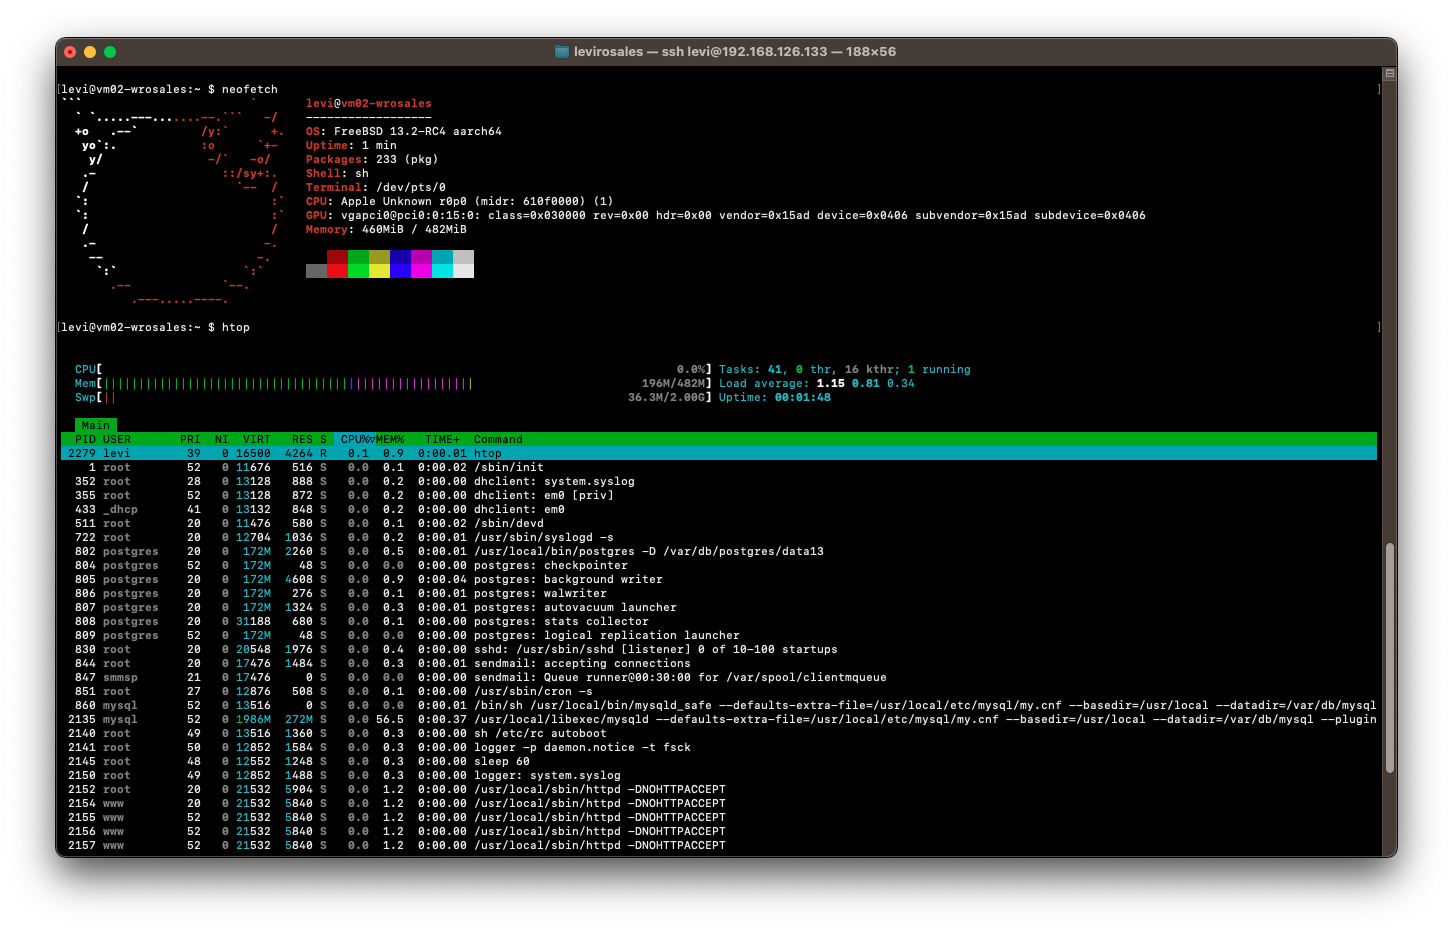 levirosales — ssh levi@192.168.126.133 — 188×56
[levi@vm02-wrosales:~ $ neofetch ]
```                        `
  ` `.....---.......--.```   -/
  +o   .--`         /y:`      +.
   yo`:.            :o      `+-
    y/               -/`   -o/
   .-                  ::/sy+:.
   /                     `--  /
  `:                          :`
  `:                          :`
   /                          /
   .-                        -.
    --                      -.
     `:`                  `:`
       .--             `--.
          .---.....----.
levi@vm02-wrosales
------------------
OS: FreeBSD 13.2-RC4 aarch64
Uptime: 1 min
Packages: 233 (pkg)
Shell: sh
Terminal: /dev/pts/0
CPU: Apple Unknown r0p0 (midr: 610f0000) (1)
GPU: vgapci0@pci0:0:15:0: class=0x030000 rev=0x00 hdr=0x00 vendor=0x15ad device=0x0406 subvendor=0x15ad subdevice=0x0406
Memory: 460MiB / 482MiB
[levi@vm02-wrosales:~ $ htop ]
CPU[ 0.0%] Tasks: 41, 0 thr, 16 kthr; 1 running
Mem[|||||||||||||||||||||||||||||||||||||||||||||||||||||196M/482M] Load average: 1.15 0.81 0.34
Swp[|| 36.3M/2.00G] Uptime: 00:01:48
Main
PID USER PRI NI VIRT RES S CPU%▽MEM% TIME+ Command
2279 levi 39 0 16500 4264 R 0.1 0.9 0:00.01 htop
1 root 52 0 11676 516 S 0.0 0.1 0:00.02 /sbin/init
352 root 28 0 13128 888 S 0.0 0.2 0:00.00 dhclient: system.syslog
355 root 52 0 13128 872 S 0.0 0.2 0:00.00 dhclient: em0 [priv]
433 _dhcp 41 0 13132 848 S 0.0 0.2 0:00.00 dhclient: em0
511 root 20 0 11476 580 S 0.0 0.1 0:00.02 /sbin/devd
722 root 20 0 12704 1036 S 0.0 0.2 0:00.01 /usr/sbin/syslogd -s
802 postgres 20 0 172M 2260 S 0.0 0.5 0:00.01 /usr/local/bin/postgres -D /var/db/postgres/data13
804 postgres 52 0 172M 48 S 0.0 0.0 0:00.00 postgres: checkpointer
805 postgres 20 0 172M 4608 S 0.0 0.9 0:00.04 postgres: background writer
806 postgres 20 0 172M 276 S 0.0 0.1 0:00.01 postgres: walwriter
807 postgres 20 0 172M 1324 S 0.0 0.3 0:00.01 postgres: autovacuum launcher
808 postgres 20 0 31188 680 S 0.0 0.1 0:00.00 postgres: stats collector
809 postgres 52 0 172M 48 S 0.0 0.0 0:00.00 postgres: logical replication launcher
830 root 20 0 20548 1976 S 0.0 0.4 0:00.00 sshd: /usr/sbin/sshd [listener] 0 of 10-100 startups
844 root 20 0 17476 1484 S 0.0 0.3 0:00.01 sendmail: accepting connections
847 smmsp 21 0 17476 0 S 0.0 0.0 0:00.00 sendmail: Queue runner@00:30:00 for /var/spool/clientmqueue
851 root 27 0 12876 508 S 0.0 0.1 0:00.00 /usr/sbin/cron -s
860 mysql 52 0 13516 0 S 0.0 0.0 0:00.01 /bin/sh /usr/local/bin/mysqld_safe --defaults-extra-file=/usr/local/etc/mysql/my.cnf --basedir=/usr/local --datadir=/var/db/mysql
2135 mysql 52 0 1986M 272M S 0.0 56.5 0:00.37 /usr/local/libexec/mysqld --defaults-extra-file=/usr/local/etc/mysql/my.cnf --basedir=/usr/local --datadir=/var/db/mysql --plugin
2140 root 49 0 13516 1360 S 0.0 0.3 0:00.00 sh /etc/rc autoboot
2141 root 50 0 12852 1584 S 0.0 0.3 0:00.00 logger -p daemon.notice -t fsck
2145 root 48 0 12552 1248 S 0.0 0.3 0:00.00 sleep 60
2150 root 49 0 12852 1488 S 0.0 0.3 0:00.00 logger: system.syslog
2152 root 20 0 21532 5904 S 0.0 1.2 0:00.00 /usr/local/sbin/httpd -DNOHTTPACCEPT
2154 www 20 0 21532 5840 S 0.0 1.2 0:00.00 /usr/local/sbin/httpd -DNOHTTPACCEPT
2155 www 52 0 21532 5840 S 0.0 1.2 0:00.00 /usr/local/sbin/httpd -DNOHTTPACCEPT
2156 www 52 0 21532 5840 S 0.0 1.2 0:00.00 /usr/local/sbin/httpd -DNOHTTPACCEPT
2157 www 52 0 21532 5840 S 0.0 1.2 0:00.00 /usr/local/sbin/httpd -DNOHTTPACCEPT